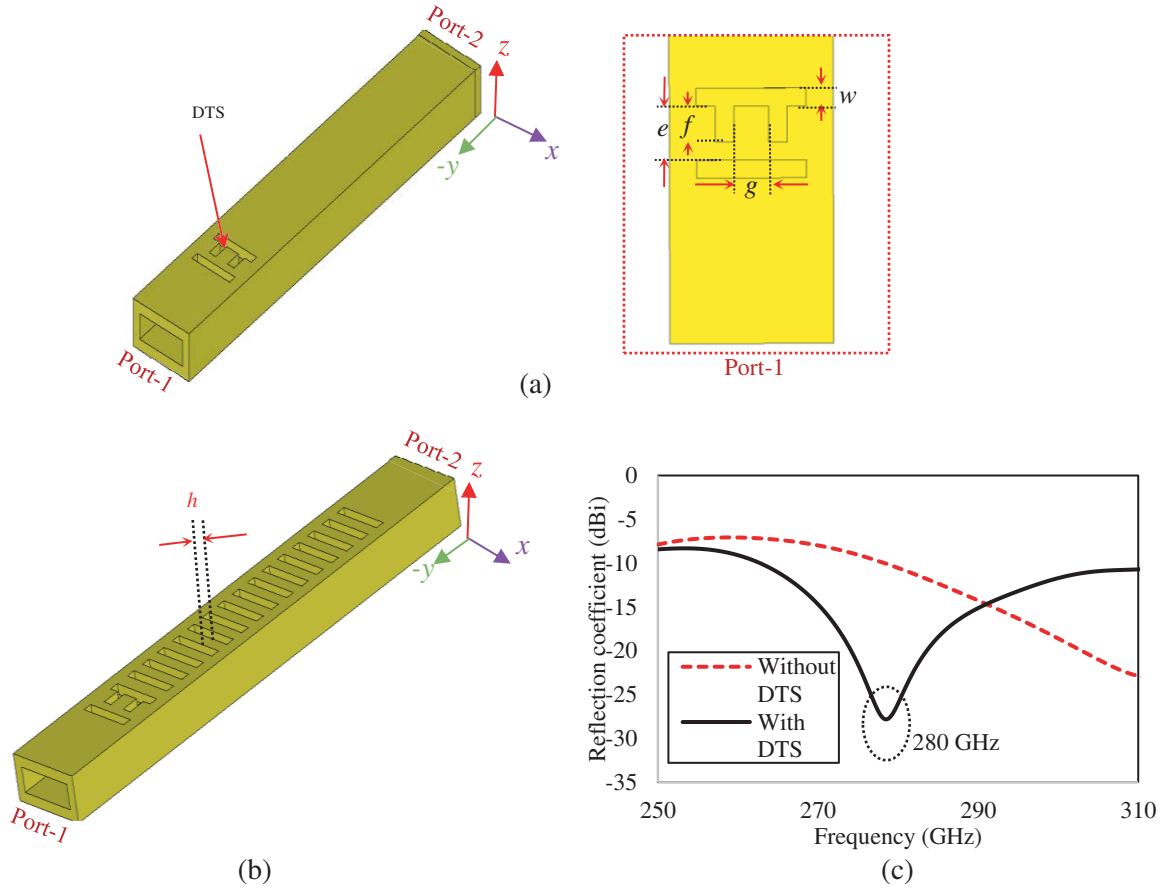 Port-2
z
DTS
x
-y
Port-1
w
e
f
g
Port-1
(a)
Port-2
z
h
x
-y
Port-1
(b)
Reflection coefficient (dBi)
0
-5
-10
-15
-20
-25
-30
-35
Without
DTS
With
DTS
280 GHz
250
270
290
310
Frequency (GHz)
(c)